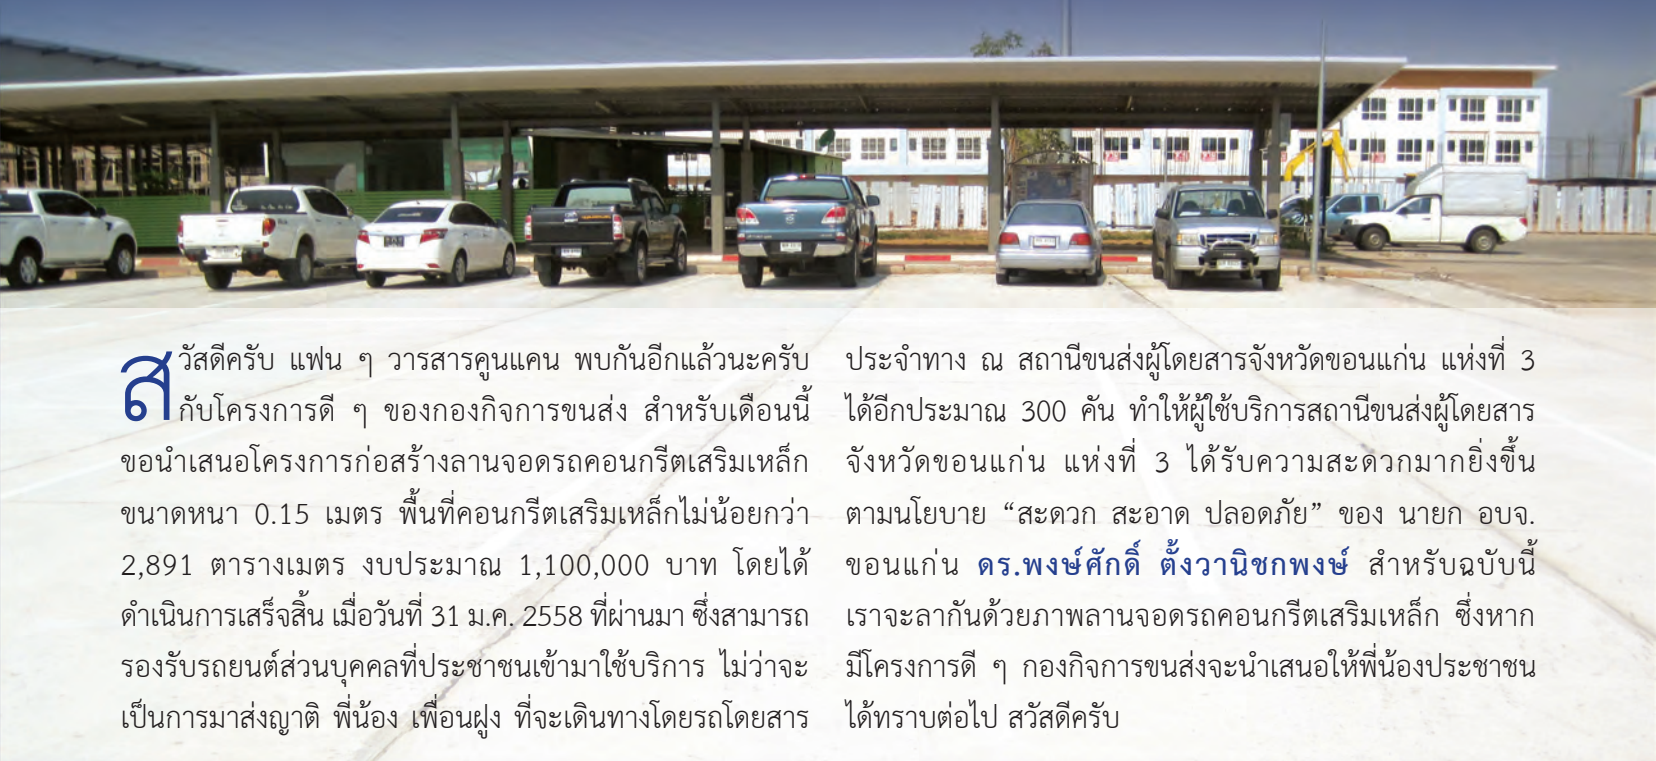 สวัสดีครับ แฟน ๆ วารสารคูนแคน พบกันอีกแล้วนะครับ
กับโครงการดี ๆ ของกองกิจการขนส่ง สำหรับเดือนนี้
ขอนำเสนอโครงการก่อสร้างลานจอดรถคอนกรีตเสริมเหล็ก
ขนาดหนา 0.15 เมตร พื้นที่คอนกรีตเสริมเหล็กไม่น้อยกว่า
2,891 ตารางเมตร งบประมาณ 1,100,000 บาท โดยได้
ดำเนินการเสร็จสิ้น เมื่อวันที่ 31 ม.ค. 2558 ที่ผ่านมา ซึ่งสามารถ
รองรับรถยนต์ส่วนบุคคลที่ประชาชนเข้ามาใช้บริการ ไม่ว่าจะ
เป็นการมาส่งญาติ พี่น้อง เพื่อนฝูง ที่จะเดินทางโดยรถโดยสาร
ประจำทาง ณ สถานีขนส่งผู้โดยสารจังหวัดขอนแก่น แห่งที่ 3
ได้อีกประมาณ 300 คัน ทำให้ผู้ใช้บริการสถานีขนส่งผู้โดยสาร
จังหวัดขอนแก่น แห่งที่ 3 ได้รับความสะดวกมากยิ่งขึ้น
ตามนโยบาย “สะดวก สะอาด ปลอดภัย” ของ นายก อบจ.
ขอนแก่น ดร.พงษ์ศักดิ์ ตั้งวานิชกพงษ์ สำหรับฉบับนี้
เราจะลากันด้วยภาพลานจอดรถคอนกรีตเสริมเหล็ก ซึ่งหาก
มีโครงการดี ๆ กองกิจการขนส่งจะนำเสนอให้พี่น้องประชาชน
ได้ทราบต่อไป สวัสดีครับ